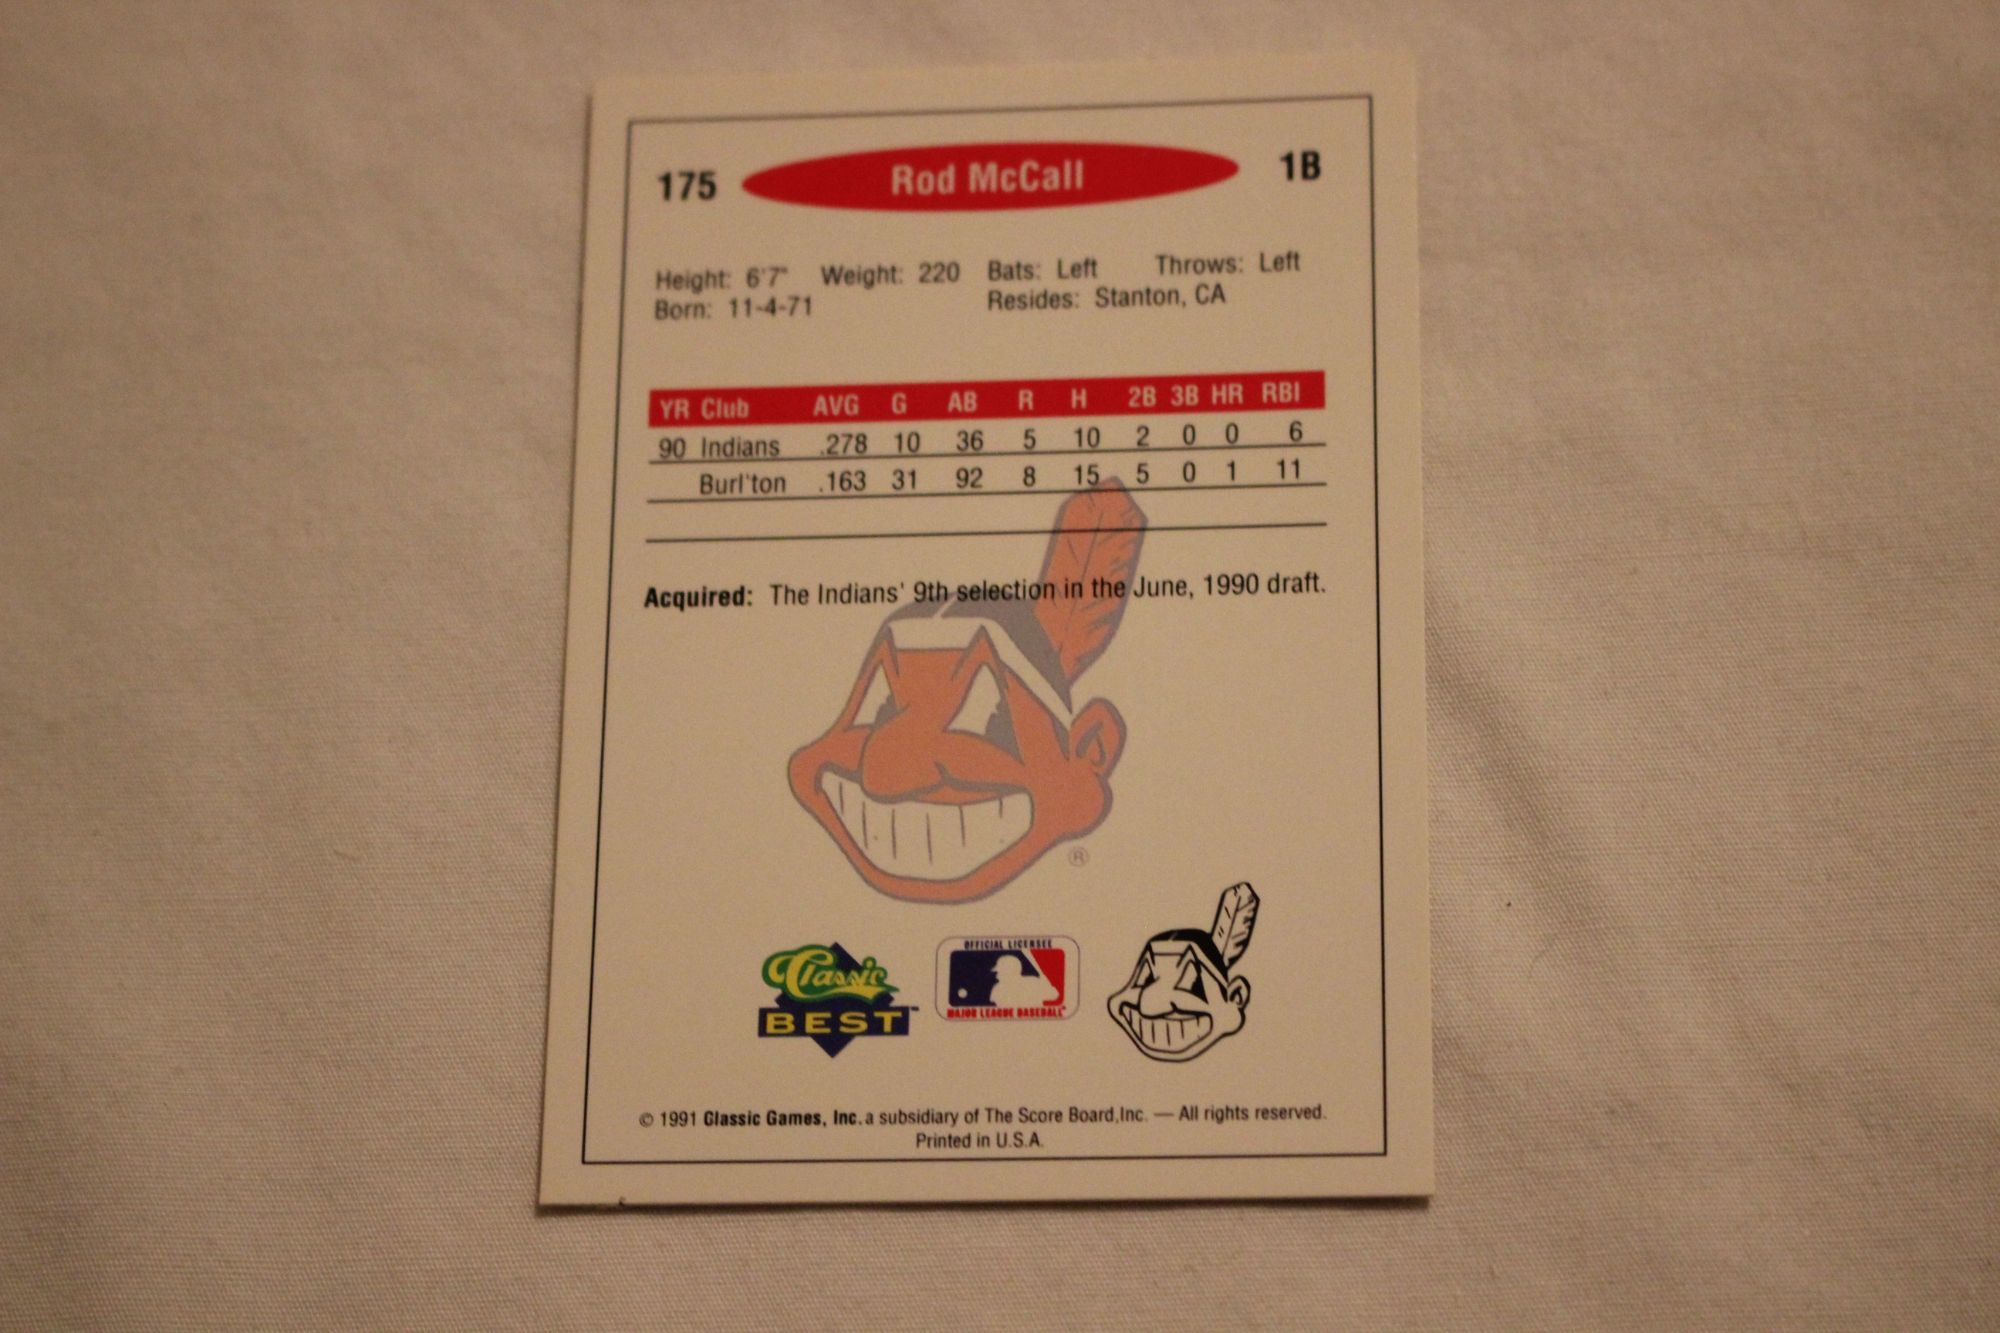 175 Rod McCall 1B
Height: 6'7" Weight: 220 Bats: Left Throws: Left
Born: 11-4-71 Resides: Stanton, CA
YR Club AVG G AB R H 2B 3B HR RBI
90 Indians .278 10 36 5 10 2 0 0 6
Burl'ton .163 31 92 8 15 5 0 1 11
Acquired: The Indians' 9th selection in the June, 1990 draft.
®
Classic
BEST™
OFFICIAL LICENSEE
MAJOR LEAGUE BASEBALL
© 1991 Classic Games, Inc. a subsidiary of The Score Board,Inc. — All rights reserved.
Printed in U.S.A.